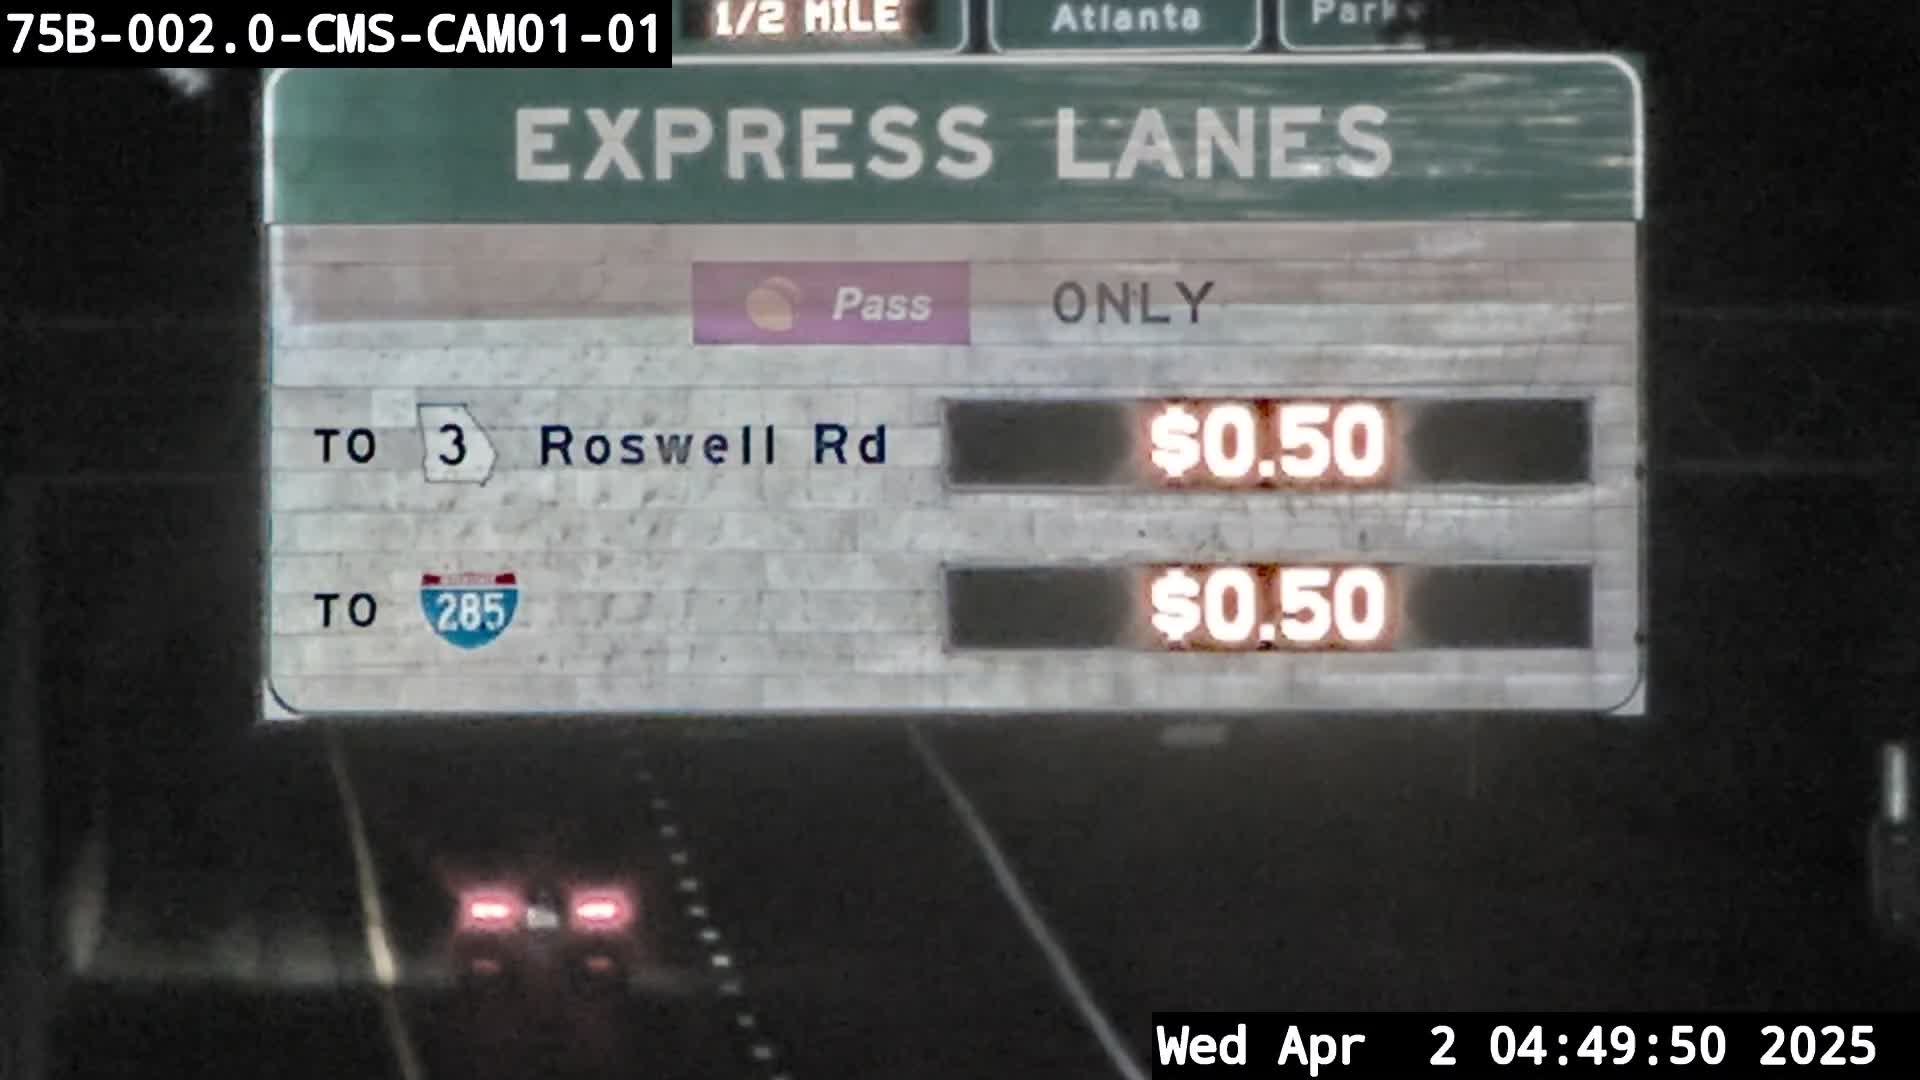 75B-002.0-CMS-CAM01-01
1/2 MILE
Atlanta
EXPRESS LANES
Pass ONLY
TO 3 Roswell Rd $0.50
TO 285 $0.50
Wed Apr 2 04:49:50 2025